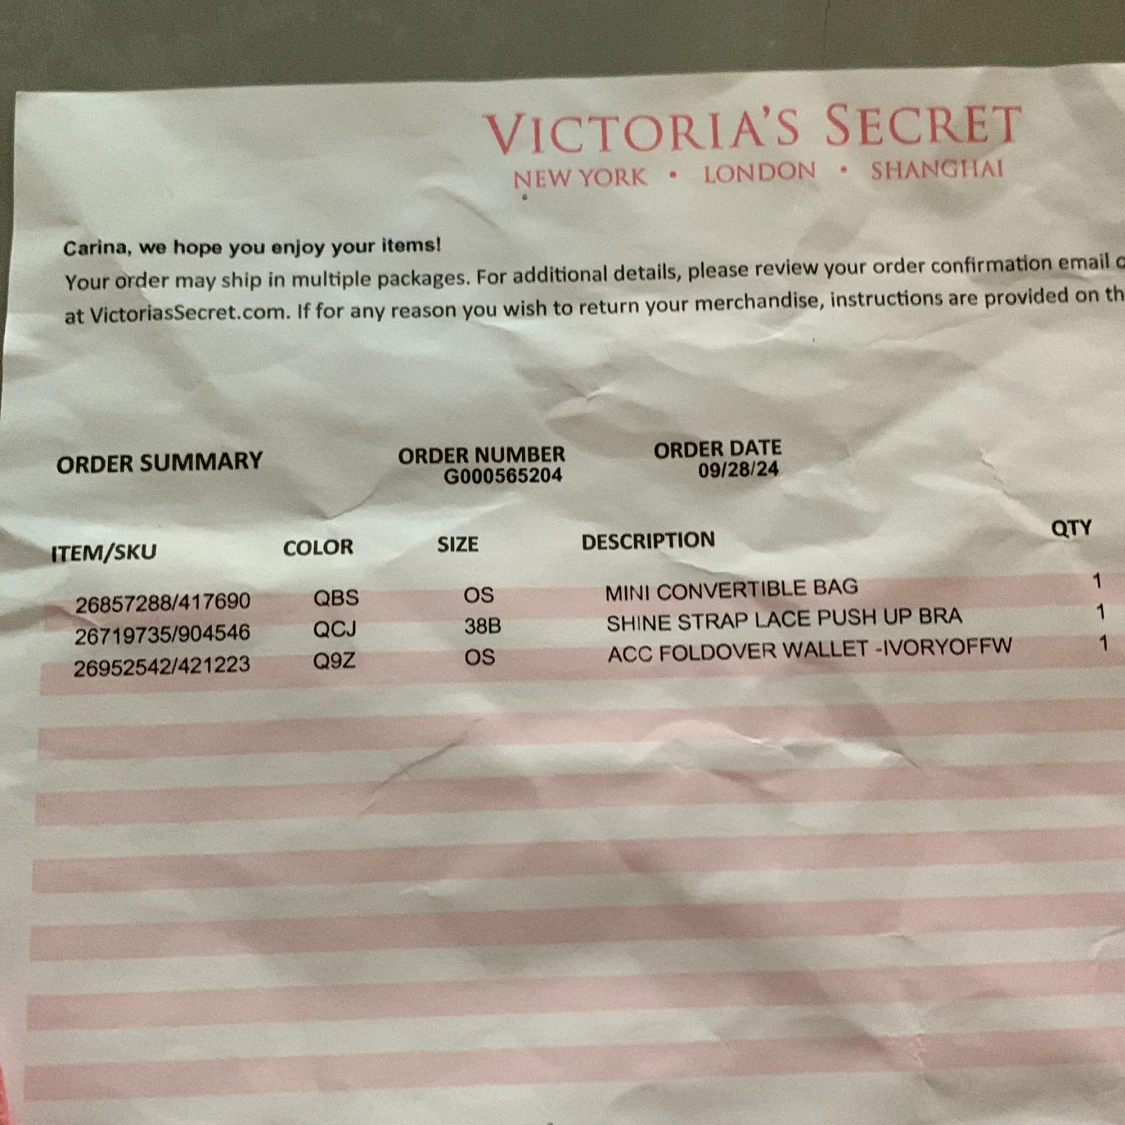 VICTORIA'S SECRET
NEW YORK • LONDON • SHANGHAI
Carina, we hope you enjoy your items!
Your order may ship in multiple packages. For additional details, please review your order confirmation email
at VictoriasSecret.com. If for any reason you wish to return your merchandise, instructions are provided on
ORDER SUMMARY ORDER NUMBER ORDER DATE
G000565204 09/28/24
ITEM/SKU COLOR SIZE DESCRIPTION QTY
26857288/417690 QBS OS MINI CONVERTIBLE BAG 1
26719735/904546 QCJ 38B SHINE STRAP LACE PUSH UP BRA 1
26952542/421223 Q9Z OS ACC FOLDOVER WALLET -IVORYOFFW 1